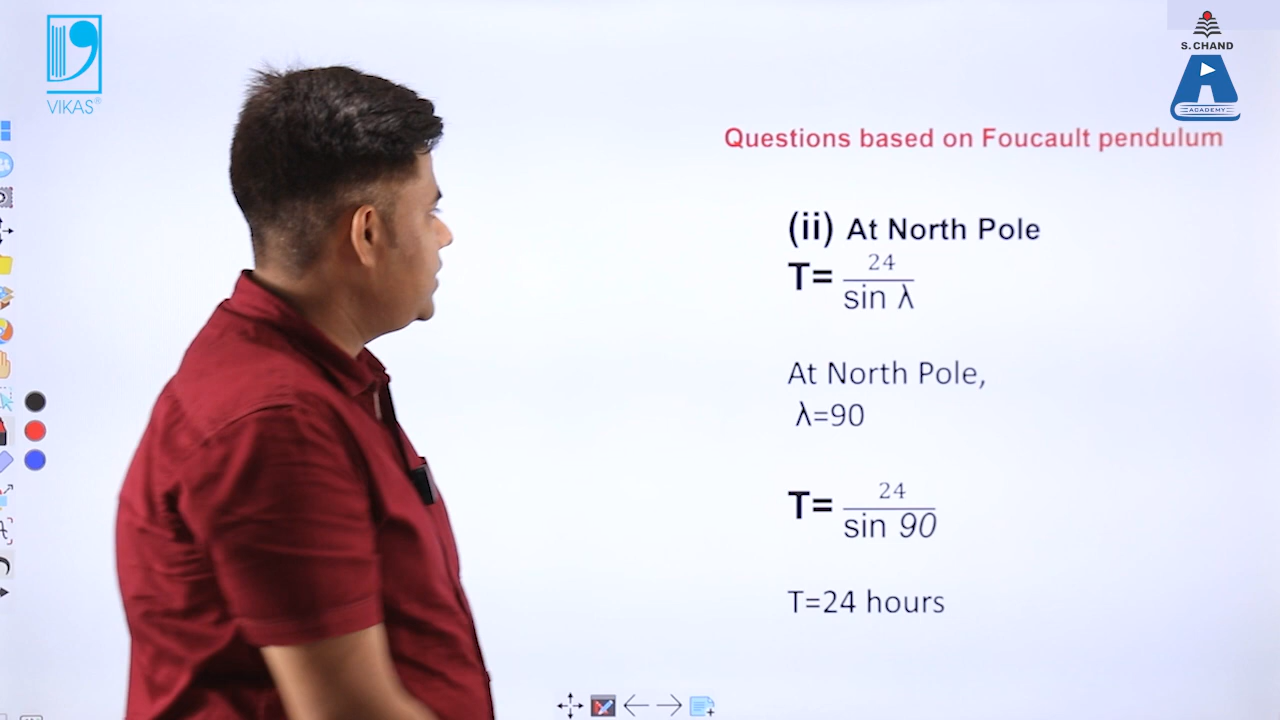 VIKAS®
S. CHAND
ACADEMY
Questions based on Foucault pendulum
(ii) At North Pole
T= 24
sin λ
At North Pole,
λ=90
T= 24
sin 90
T=24 hours